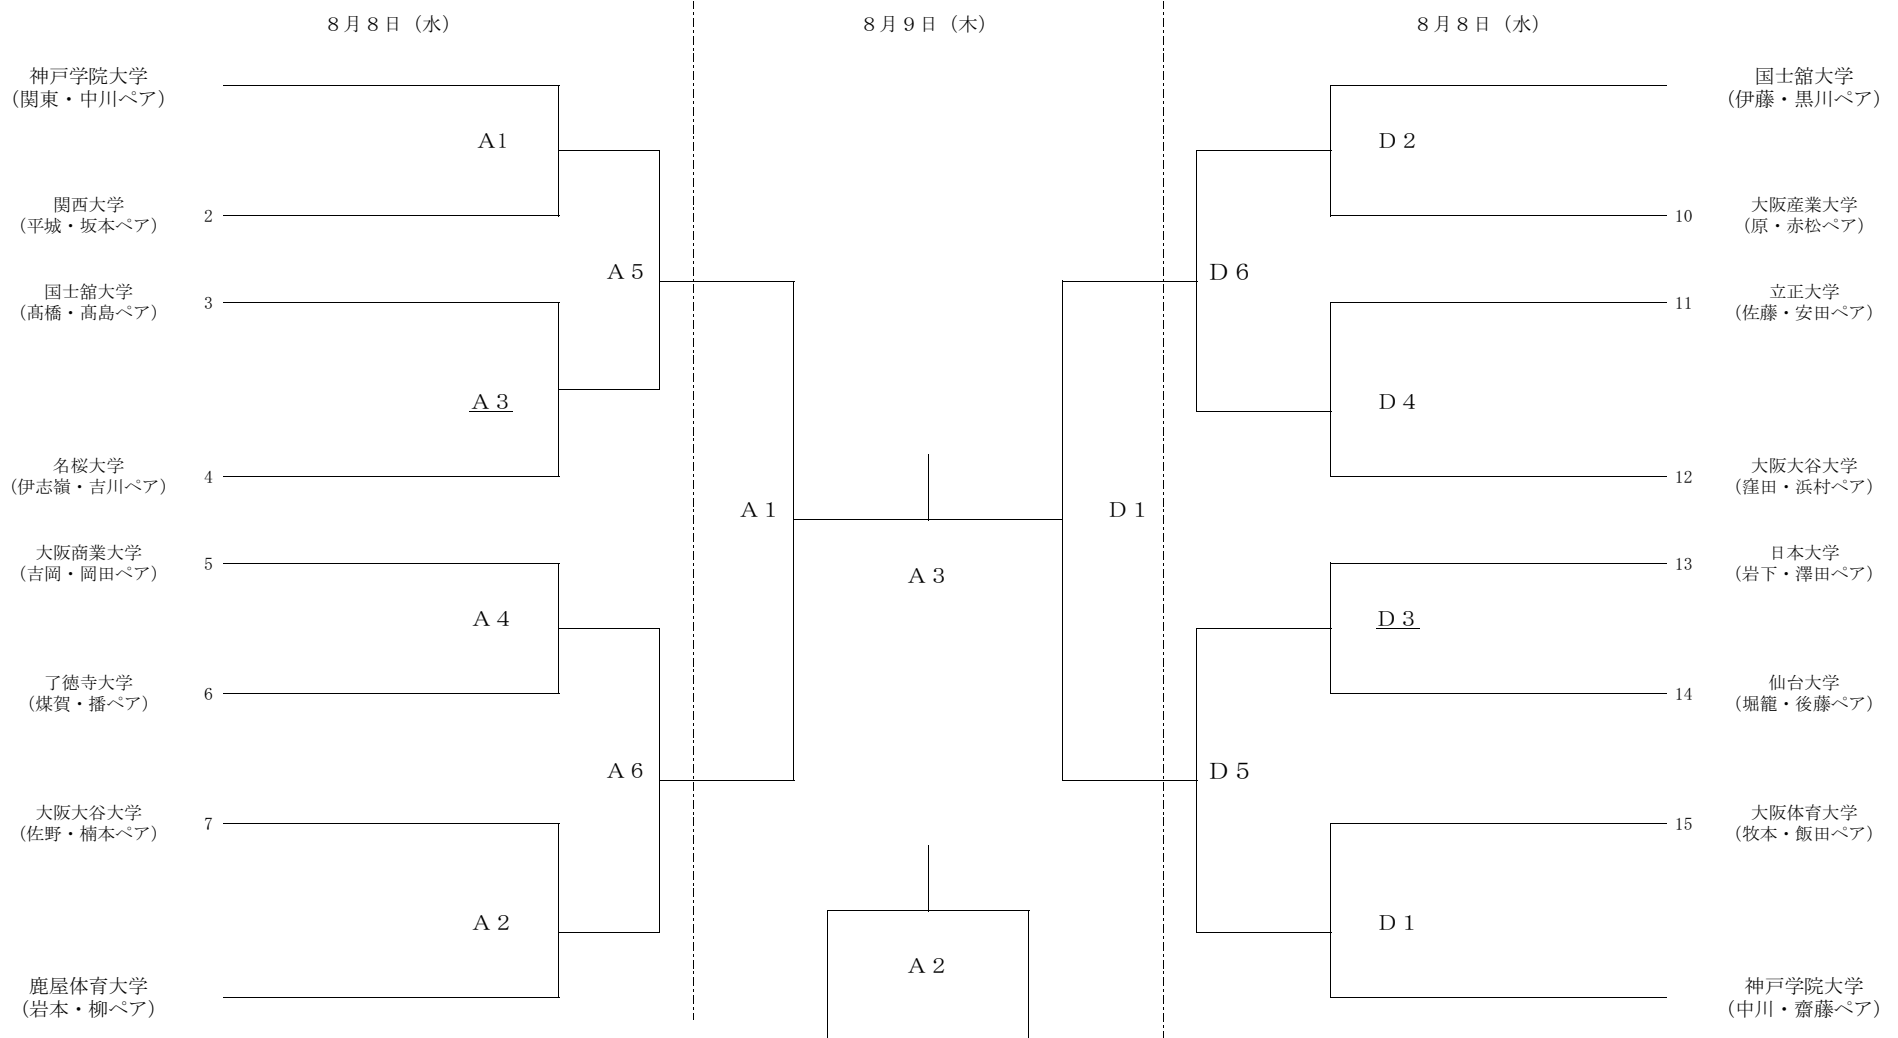 ８月８日（水）
８月９日（木）
８月８日（水）
神戸学院大学
（関東・中川ペア）
A1
関西大学
（平城・坂本ペア）
2
A５
国士舘大学
（髙橋・髙島ペア）
3
A３
名桜大学
（伊志嶺・吉川ペア）
4
大阪商業大学
（吉岡・岡田ペア）
5
A４
了徳寺大学
（煤賀・播ペア）
6
A６
大阪大谷大学
（佐野・楠本ペア）
7
A２
鹿屋体育大学
（岩本・柳ペア）
A１
A３
D１
A２
国士舘大学
（伊藤・黒川ペア）
D２
10
大阪産業大学
（原・赤松ペア）
D６
11
立正大学
（佐藤・安田ペア）
D４
12
大阪大谷大学
（窪田・浜村ペア）
13
日本大学
（岩下・澤田ペア）
D３
14
仙台大学
（堀籠・後藤ペア）
D５
15
大阪体育大学
（牧本・飯田ペア）
D１
神戸学院大学
（中川・齋藤ペア）